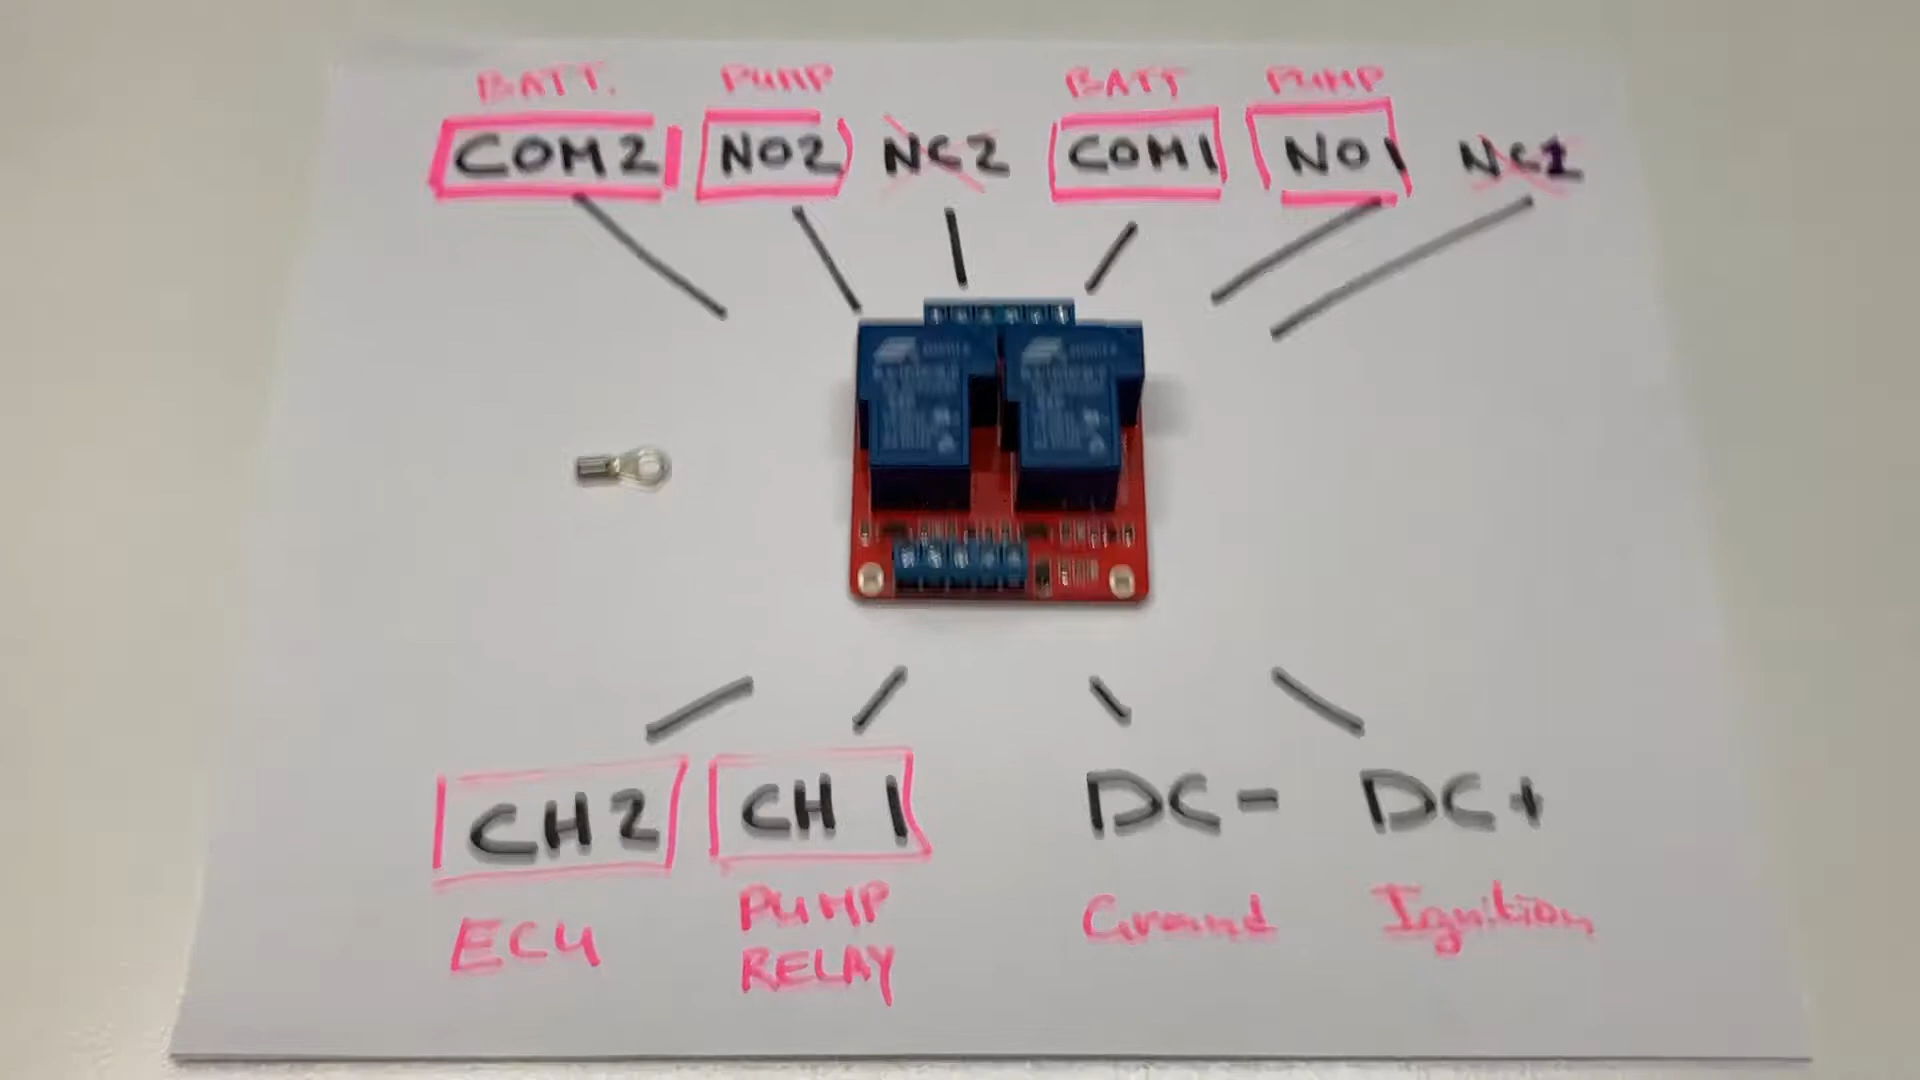 BATT. PUMP BATT PUMP
COM2 NO2 NC2 COM1 NO1 NC1
CH2 CH1 DC- DC+
ECU PUMP RELAY Ground Ignition